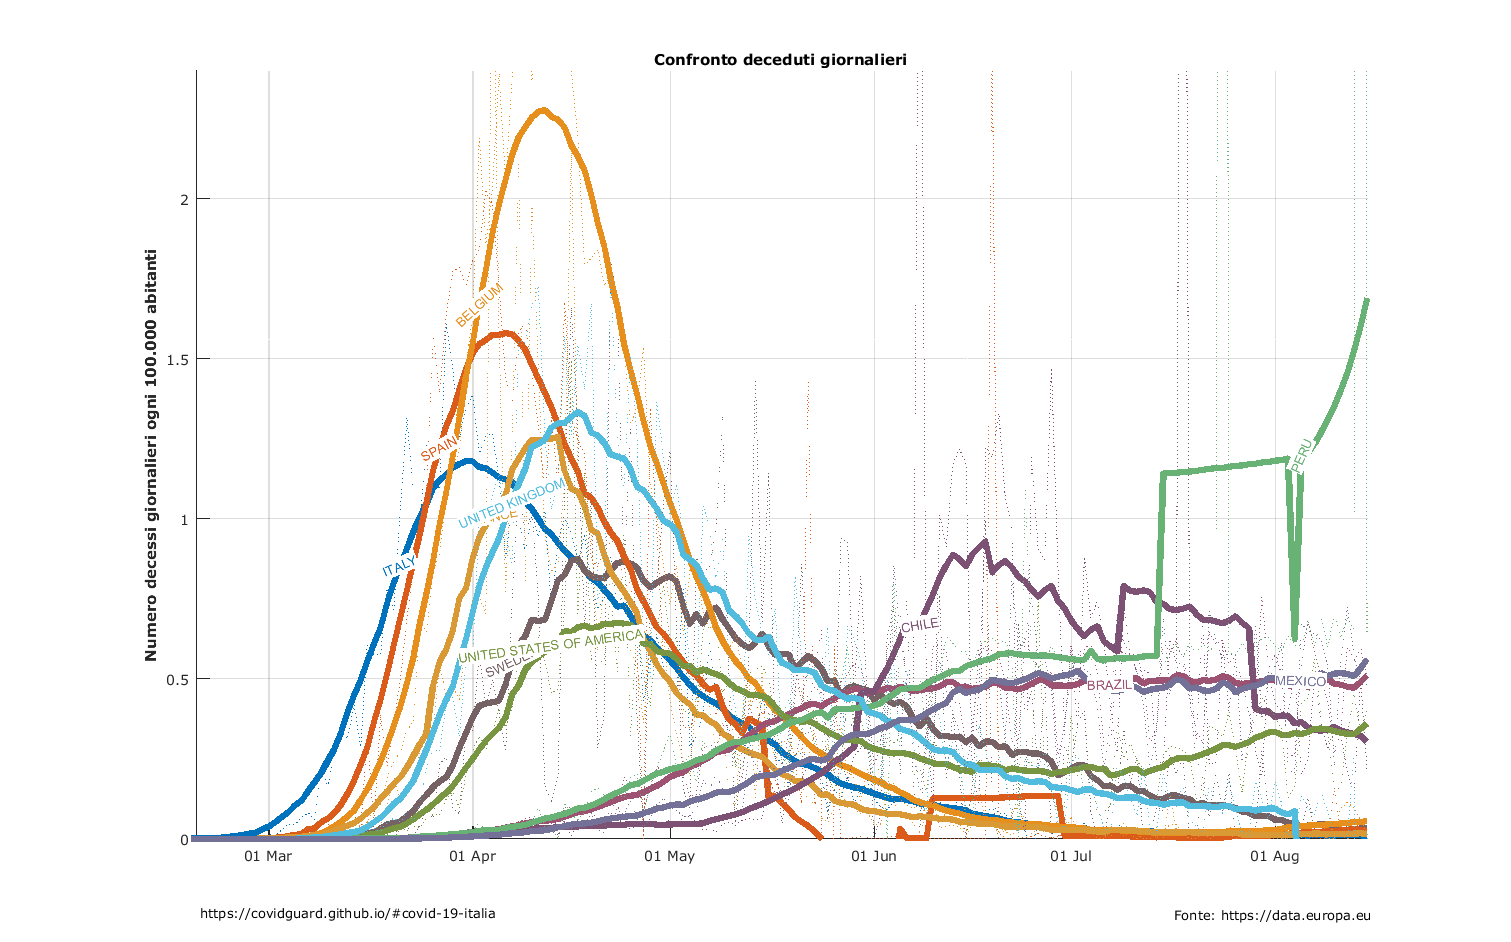 Confronto deceduti giornalieri
Numero decessi giornalieri ogni 100.000 abitanti
2
1.5
1
0.5
0
BELGIUM
SPAIN
UNITED KINGDOM
ITALY
UNITED STATES OF AMERICA
PERU
CHILE
BRAZIL
MEXICO
01 Mar
01 Apr
01 May
01 Jun
01 Jul
01 Aug
https://covidguard.github.io/#covid-19-italia
Fonte: https://data.europa.eu